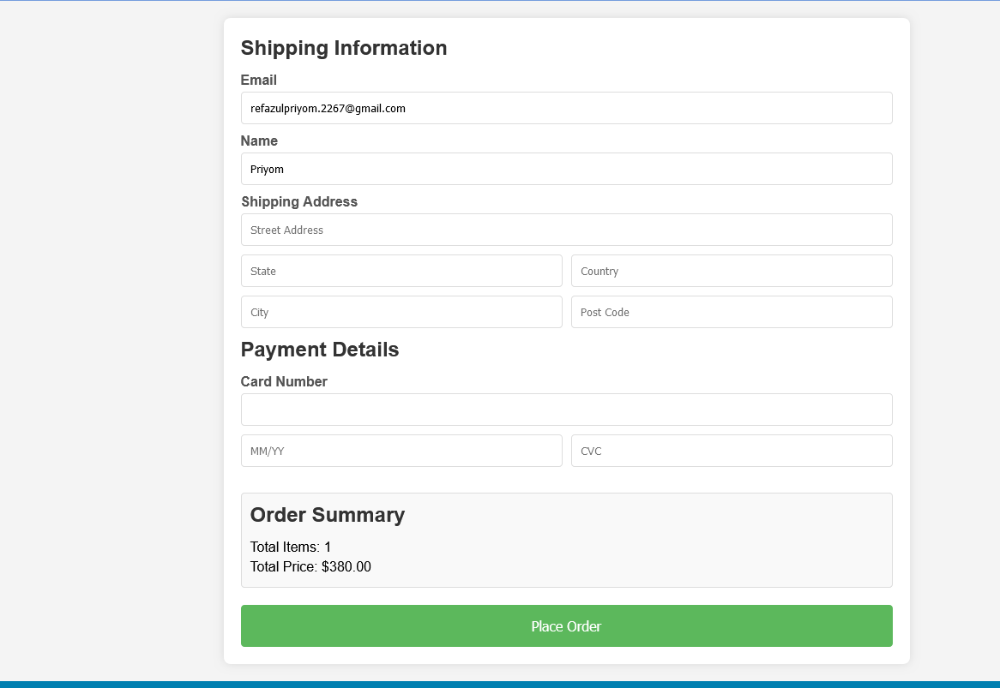 Shipping Information
Email
refazulpriyom.2267@gmail.com
Name
Priyom
Shipping Address
Street Address
State Country
City Post Code
Payment Details
Card Number
MM/YY CVC
Order Summary
Total Items: 1
Total Price: $380.00
Place Order